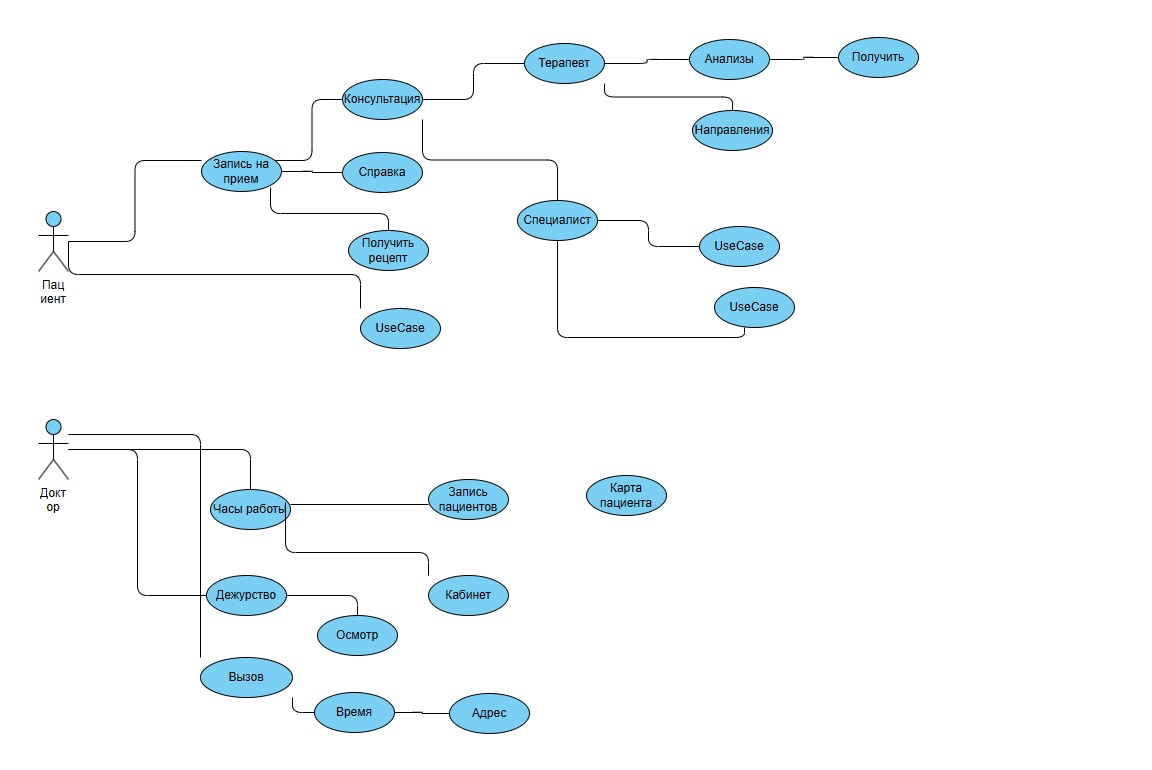 Терапевт
Анализы
Получить
Консультация
Направления
Запись на
прием
Справка
Специалист
Получить
рецепт
UseCase
Пац
иент
UseCase
UseCase
Докт
ор
Часы работы
Запись
пациентов
Карта
пациента
Дежурство
Кабинет
Осмотр
Вызов
Время
Адрес